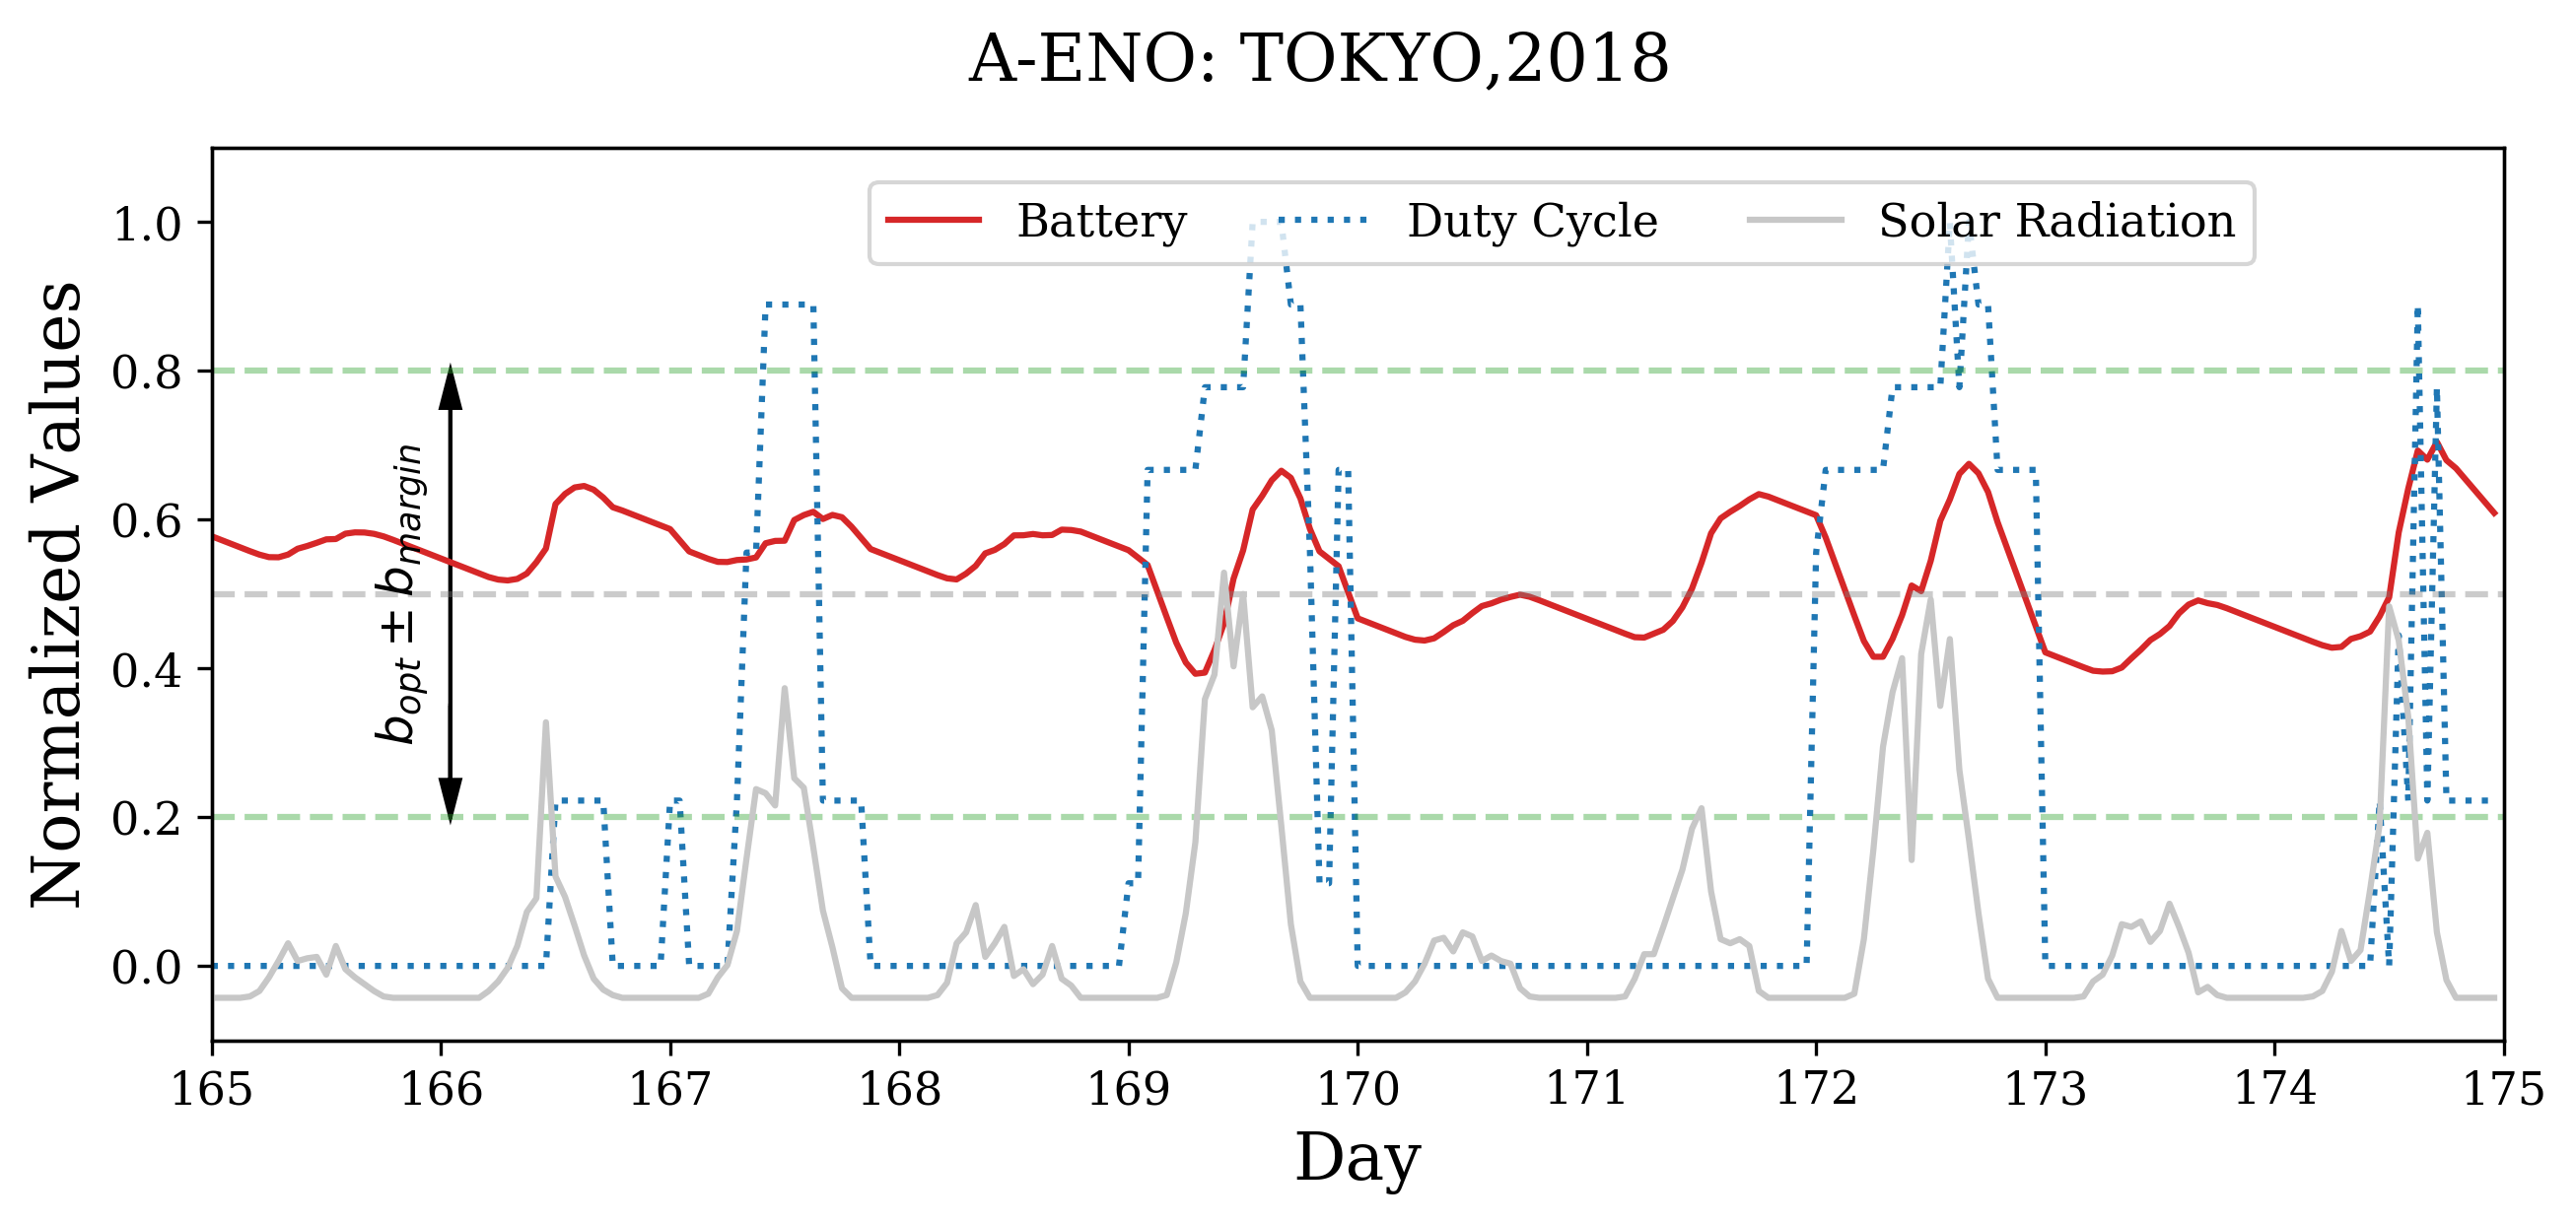 A-ENO: TOKYO,2018
Battery Duty Cycle Solar Radiation
Normalized Values
1.0
0.8
0.6
0.4
0.2
0.0
b_opt ± b_margin
165 166 167 168 169 170 171 172 173 174 175
Day